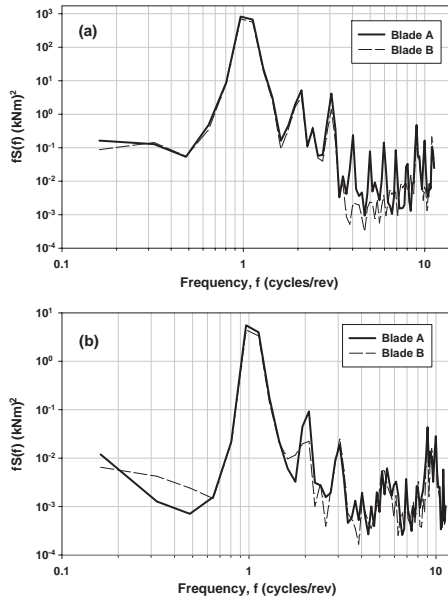 (a)
Blade A
Blade B
fS(f) (kNm)²
10³
10²
10¹
10⁰
10⁻¹
10⁻²
10⁻³
10⁻⁴
0.1 1 10
Frequency, f (cycles/rev)
(b)
Blade A
Blade B
fS(f) (kNm)²
10¹
10⁰
10⁻¹
10⁻²
10⁻³
10⁻⁴
0.1 1 10
Frequency, f (cycles/rev)